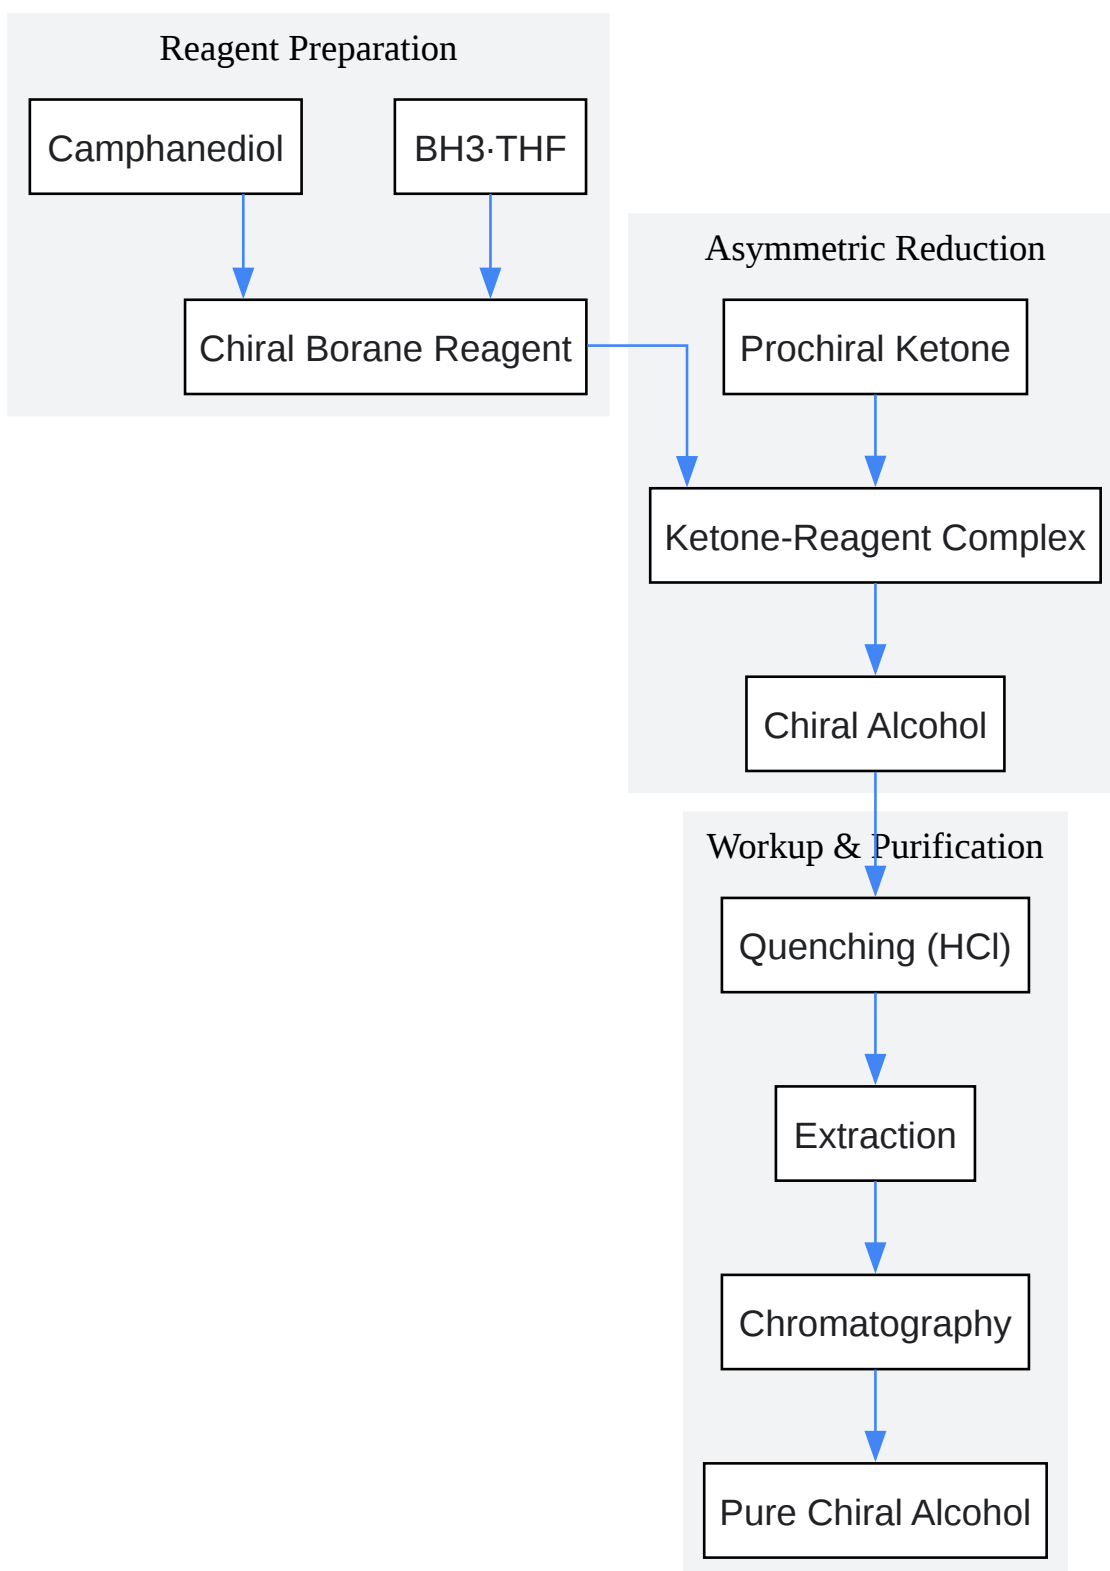 Reagent Preparation
Camphanediol
BH3·THF
Chiral Borane Reagent
Asymmetric Reduction
Prochiral Ketone
Ketone-Reagent Complex
Chiral Alcohol
Workup & Purification
Quenching (HCl)
Extraction
Chromatography
Pure Chiral Alcohol